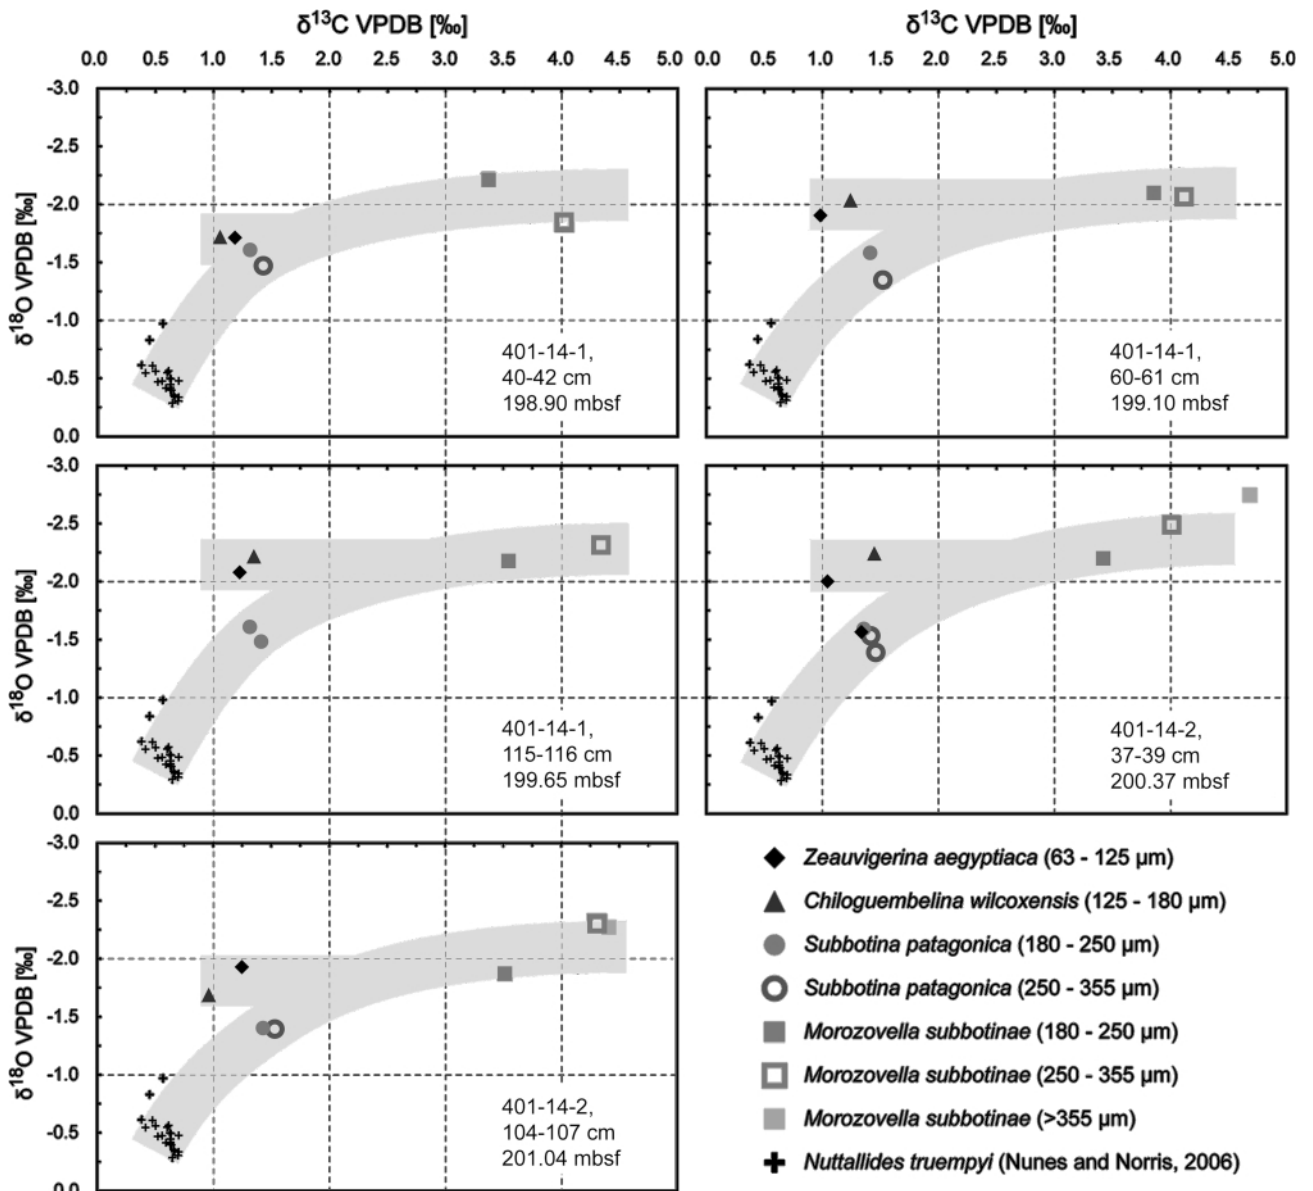 δ13C VPDB [‰] δ13C VPDB [‰]
0.0 0.5 1.0 1.5 2.0 2.5 3.0 3.5 4.0 4.5 5.0 0.0 0.5 1.0 1.5 2.0 2.5 3.0 3.5 4.0 4.5 5.0
-3.0
-2.5
-2.0
-1.5
-1.0
-0.5
0.0
δ18O VPDB [‰]
401-14-1,
40-42 cm
198.90 mbsf
401-14-1,
60-61 cm
199.10 mbsf
-3.0
-2.5
-2.0
-1.5
-1.0
-0.5
0.0
δ18O VPDB [‰]
401-14-1,
115-116 cm
199.65 mbsf
401-14-2,
37-39 cm
200.37 mbsf
-3.0
-2.5
-2.0
-1.5
-1.0
-0.5
0.0
δ18O VPDB [‰]
401-14-2,
104-107 cm
201.04 mbsf
Zeauvigerina aegyptiaca (63 - 125 µm)
Chiloguembelina wilcoxensis (125 - 180 µm)
Subbotina patagonica (180 - 250 µm)
Subbotina patagonica (250 - 355 µm)
Morozovella subbotinae (180 - 250 µm)
Morozovella subbotinae (250 - 355 µm)
Morozovella subbotinae (>355 µm)
Nuttallides truempyi (Nunes and Norris, 2006)